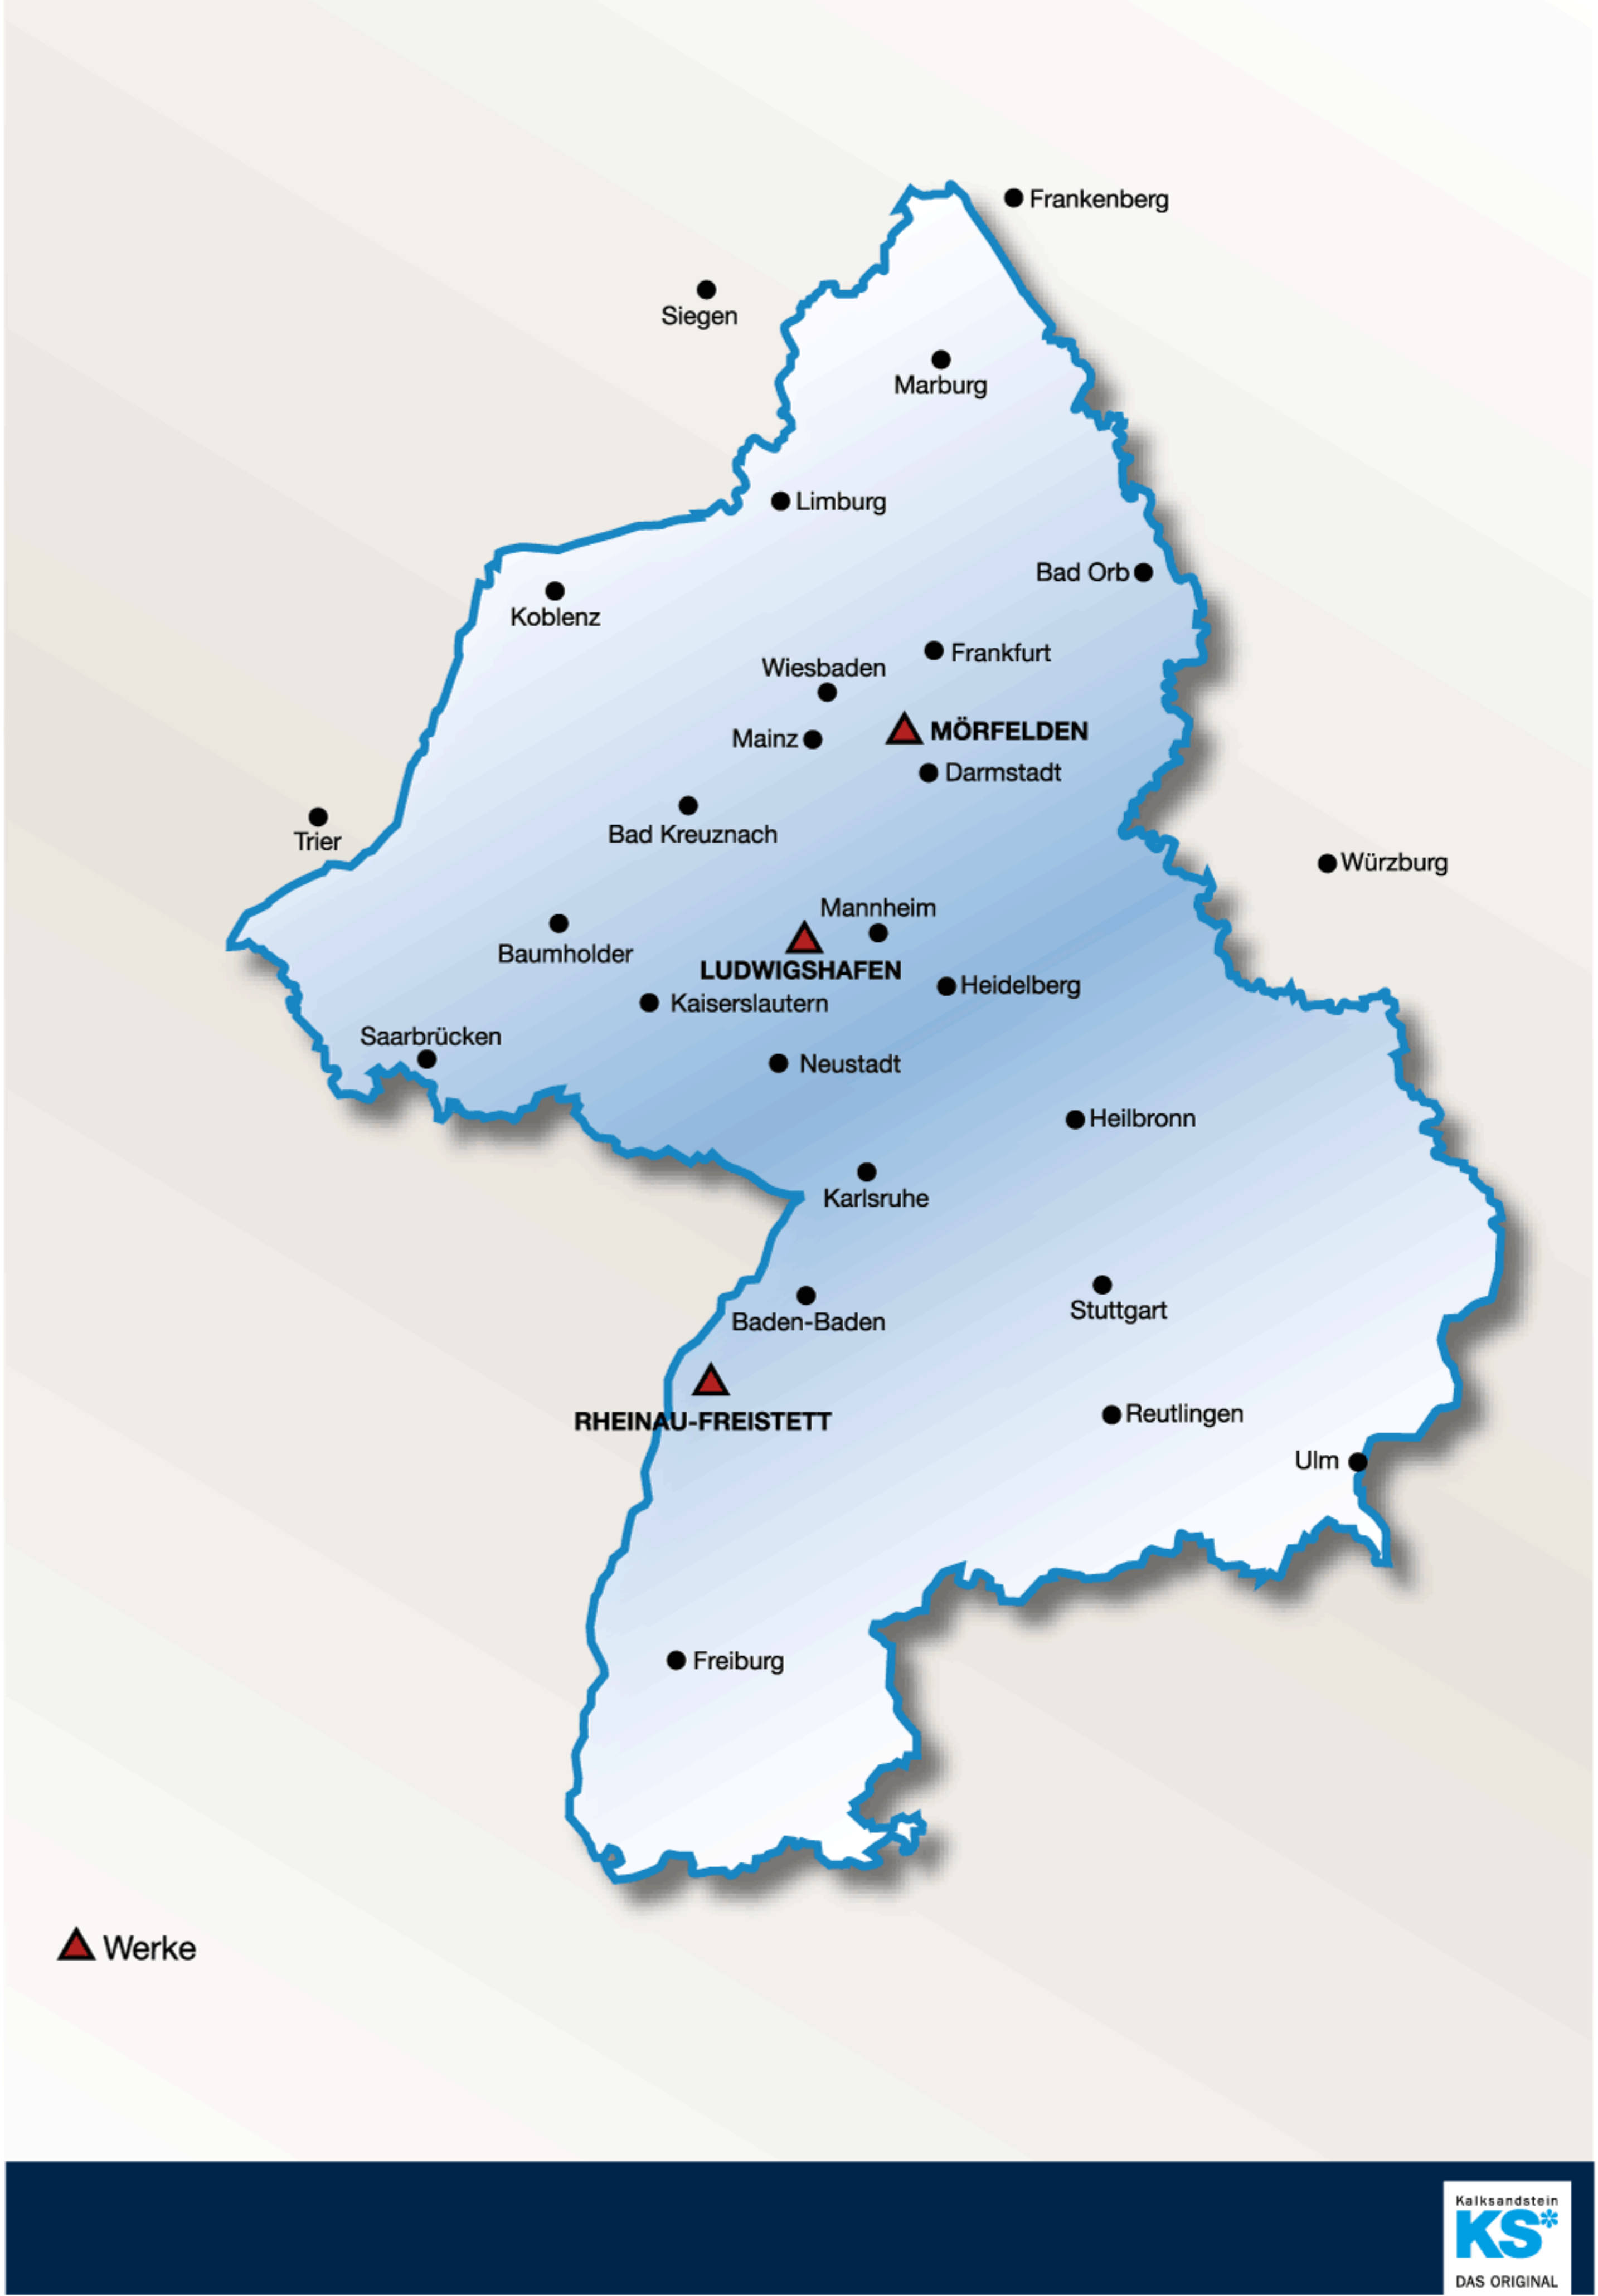 Frankenberg
Siegen
Marburg
Limburg
Bad Orb
Koblenz
Frankfurt
Wiesbaden
MÖRFELDEN
Mainz
Darmstadt
Bad Kreuznach
Trier
Würzburg
Mannheim
Baumholder
LUDWIGSHAFEN
Heidelberg
Kaiserslautern
Saarbrücken
Neustadt
Heilbronn
Karlsruhe
Stuttgart
Baden-Baden
Reutlingen
RHEINAU-FREISTETT
Ulm
Freiburg
Werke
Kalksandstein
KS*
DAS ORIGINAL